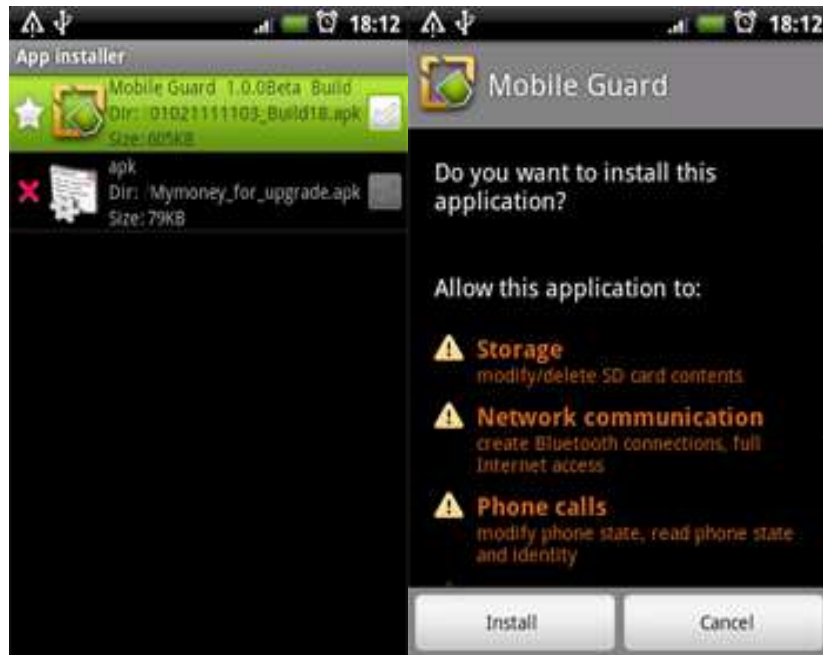 18:12
App installer
Mobile Guard 1.0.0Beta Build
Dir: 01021111103_Build18.apk
Size: 605KB
apk
Dir: Mymoney_for_upgrade.apk
Size: 79KB
18:12
Mobile Guard
Do you want to install this
application?
Allow this application to:
Storage
modify/delete SD card contents
Network communication
create Bluetooth connections, full
Internet access
Phone calls
modify phone state, read phone state
and identity
Install
Cancel